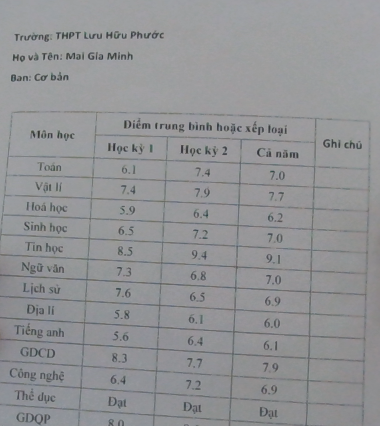 Trường: THPT Lưu Hữu Phước
Họ và Tên: Mai Gia Minh
Ban: Cơ bản
Môn học Điểm trung bình hoặc xếp loại Ghi chú
Học kỳ 1 Học kỳ 2 Cả năm
Toán 6.1 7.4 7.0
Vật lí 7.4 7.9 7.7
Hoá học 5.9 6.4 6.2
Sinh học 6.5 7.2 7.0
Tin học 8.5 9.4 9.1
Ngữ văn 7.3 6.8 7.0
Lịch sử 7.6 6.5 6.9
Địa lí 5.8 6.1 6.0
Tiếng anh 5.6 6.4 6.1
GDCD 8.3 7.7 7.9
Công nghệ 6.4 7.2 6.9
Thể dục Đạt Đạt Đạt
GDQP 8.0